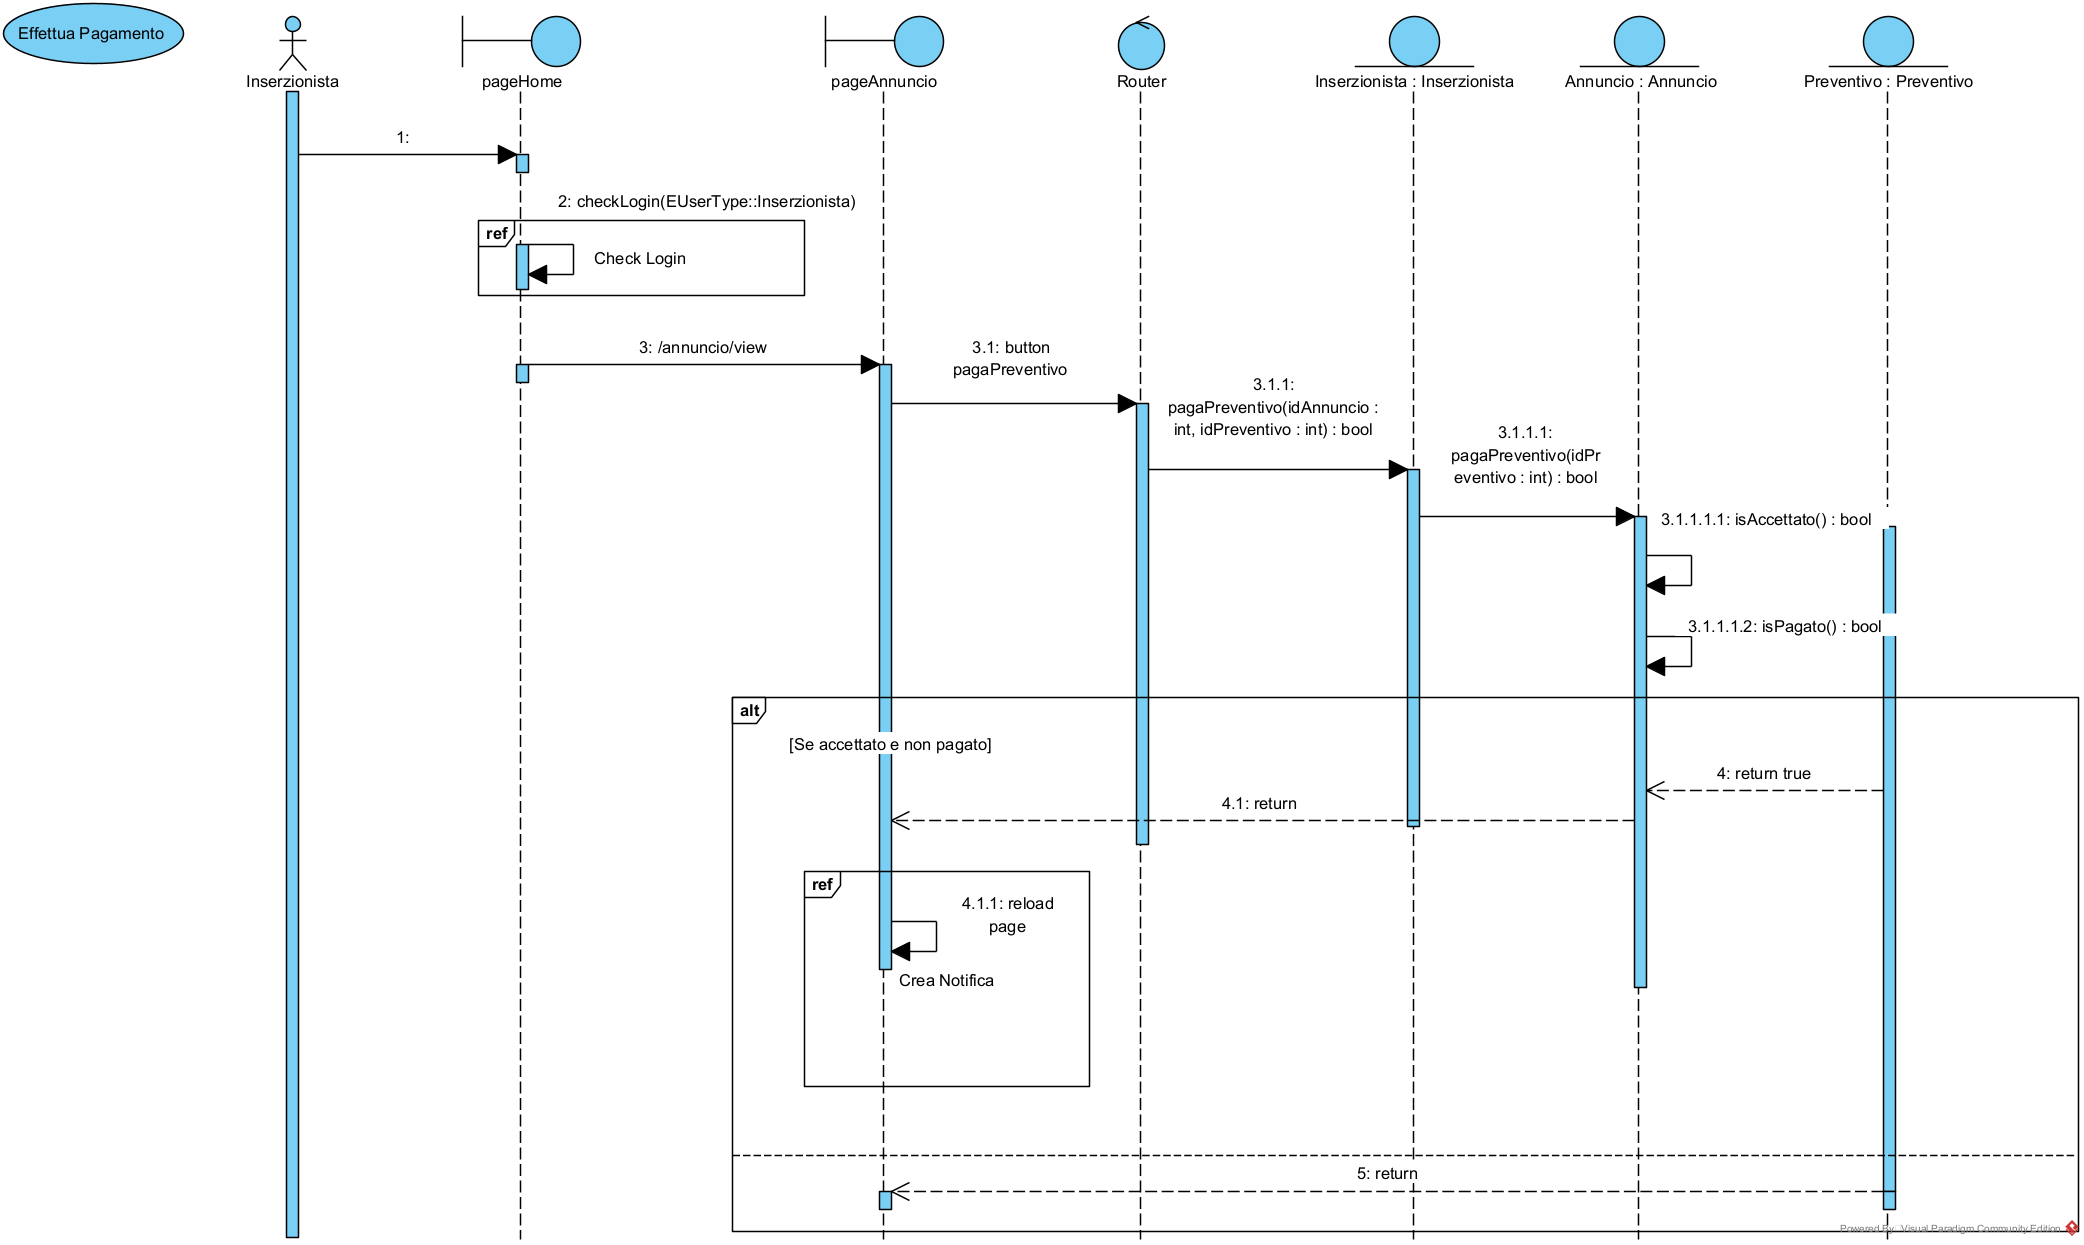 Effettua Pagamento
Inserzionista
pageHome
pageAnnuncio
Router
Inserzionista : Inserzionista
Annuncio : Annuncio
Preventivo : Preventivo
1:
2: checkLogin(EUserType::Inserzionista)
ref
Check Login
3: /annuncio/view
3.1: button
pagaPreventivo
3.1.1:
pagaPreventivo(idAnnuncio :
int, idPreventivo : int) : bool
3.1.1.1:
pagaPreventivo(idPr
eventivo : int) : bool
3.1.1.1.1: isAccettato() : bool
3.1.1.1.2: isPagato() : bool
alt
[Se accettato e non pagato]
4: return true
4.1: return
ref
4.1.1: reload
page
Crea Notifica
5: return
Powered By Visual Paradigm Community Edition